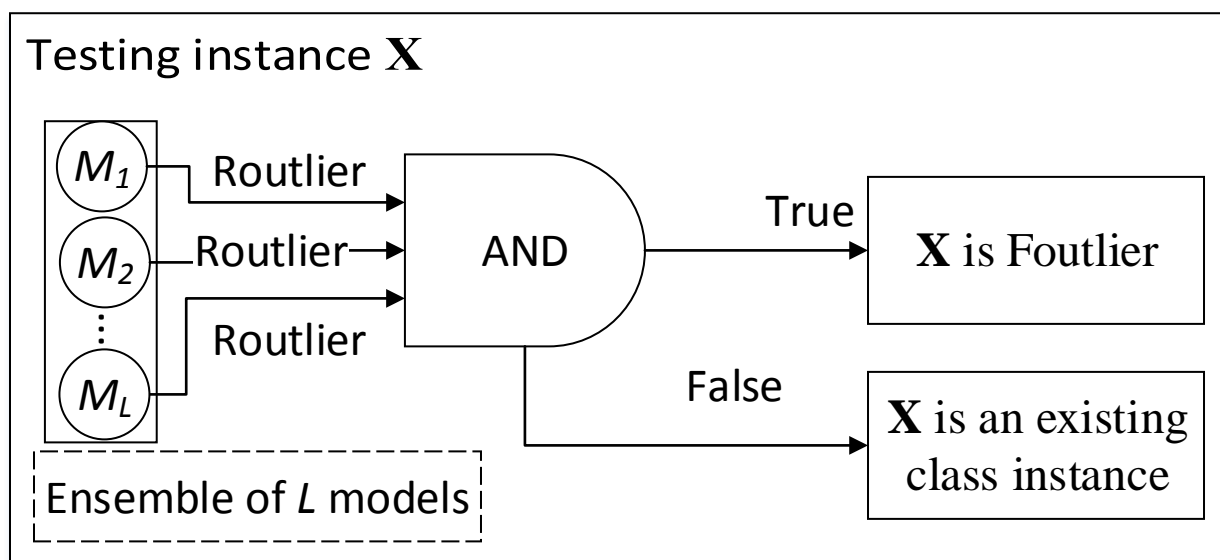 Testing instance X
M1
Routlier
M2
Routlier
ML
Routlier
AND
True
X is Foutlier
False
X is an existing
class instance
Ensemble of L models